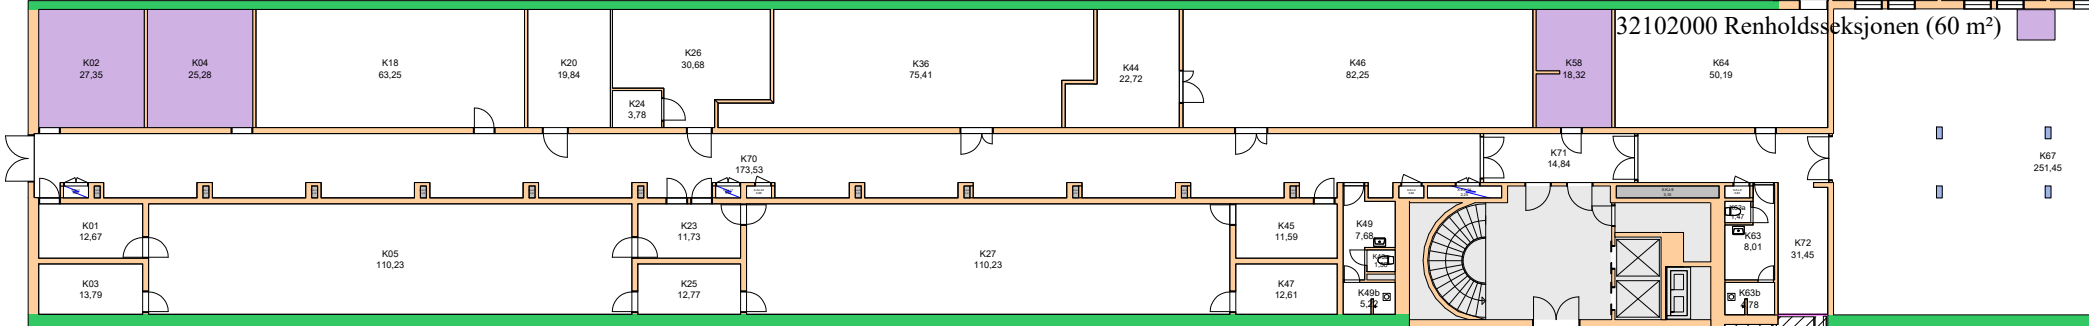 32102000 Renholdsseksjonen (60 m²)
K02
27,35
K04
25,28
K18
63,25
K20
19,84
K26
30,68
K24
3,78
K36
75,41
K44
22,72
K46
82,25
K58
18,32
K64
50,19
K70
173,53
K71
14,84
K67
251,45
K01
12,67
K03
13,79
K05
110,23
K23
11,73
K25
12,77
K27
110,23
K45
11,59
K47
12,61
K49
7,68
K49b
K63
8,01
K63b
K72
31,45